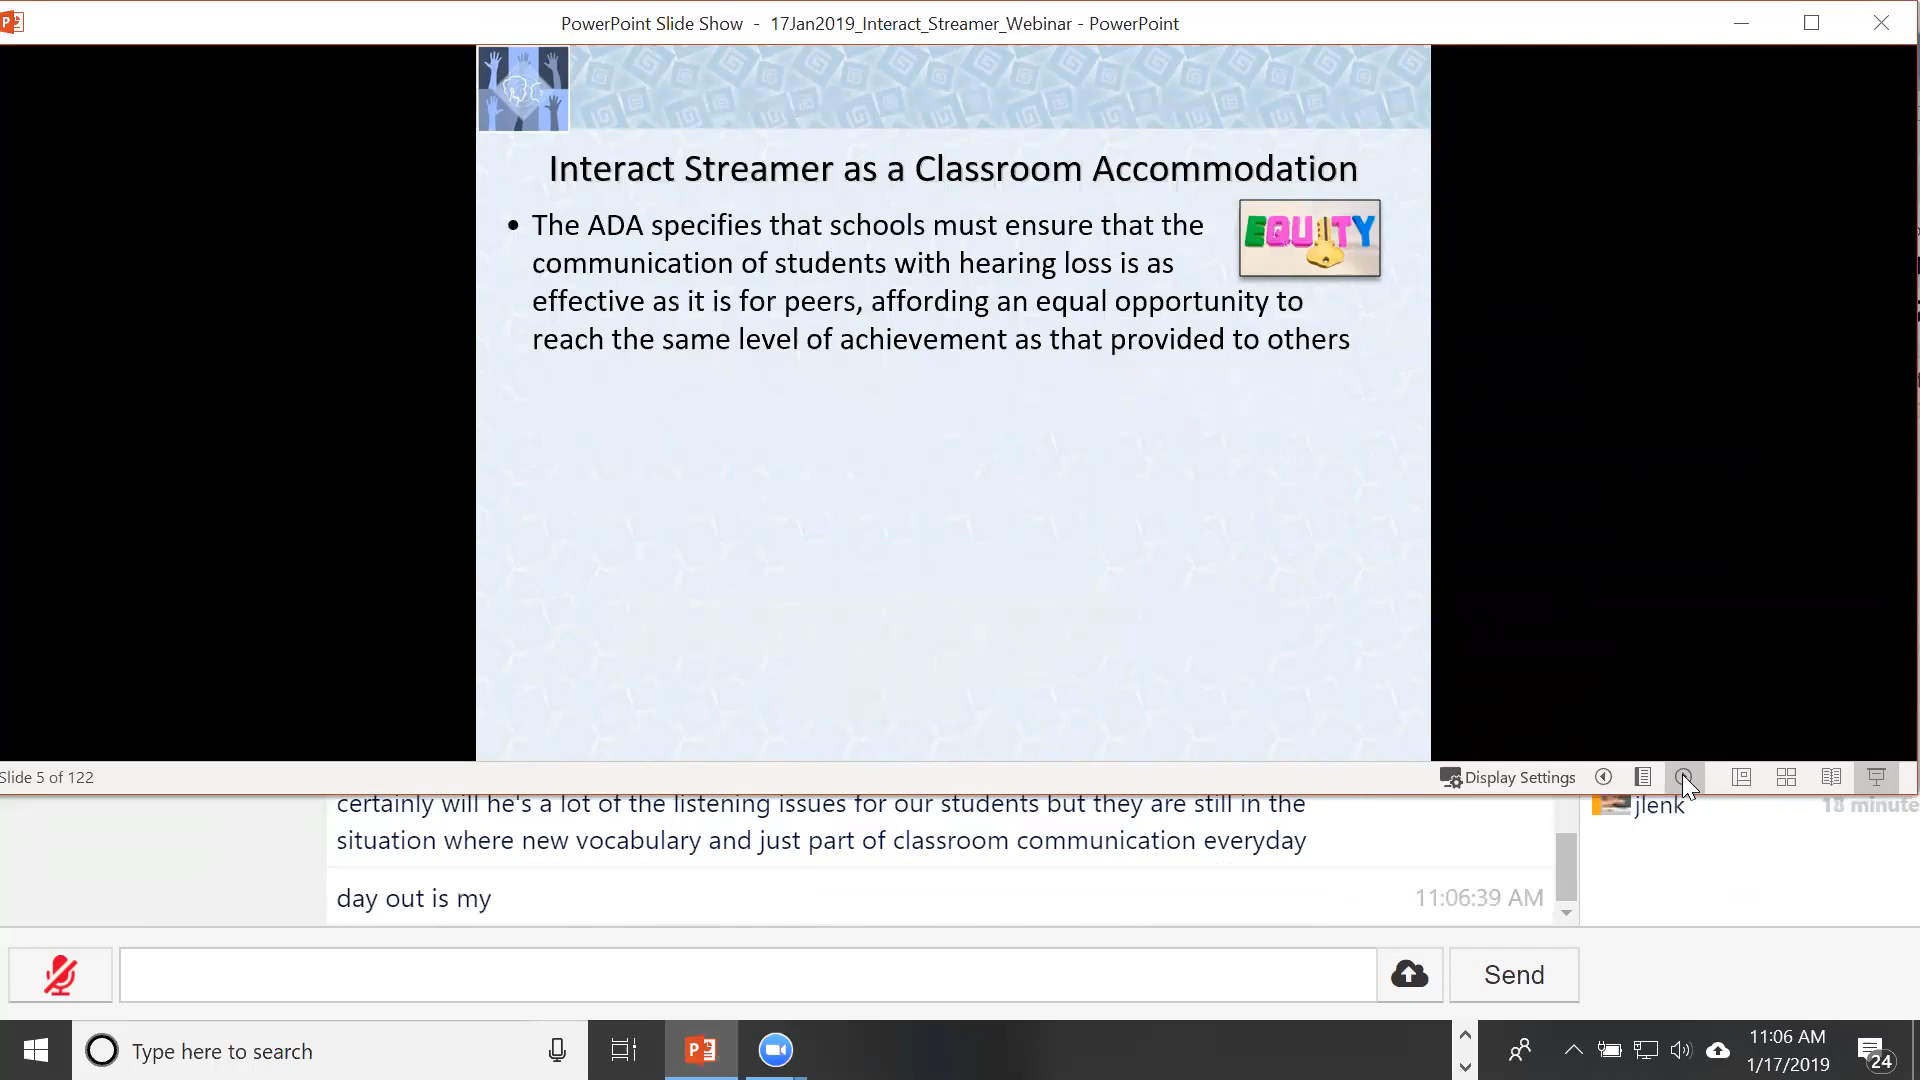 PowerPoint Slide Show - 17Jan2019_Interact_Streamer_Webinar - PowerPoint
Interact Streamer as a Classroom Accommodation
• The ADA specifies that schools must ensure that the
communication of students with hearing loss is as
effective as it is for peers, affording an equal opportunity to
reach the same level of achievement as that provided to others
EQUITY
Slide 5 of 122
Display Settings
certainly will he's a lot of the listening issues for our students but they are still in the
situation where new vocabulary and just part of classroom communication everyday
day out is my
11:06:39 AM
jlenk
18 minute
Send
Type here to search
11:06 AM
1/17/2019
24